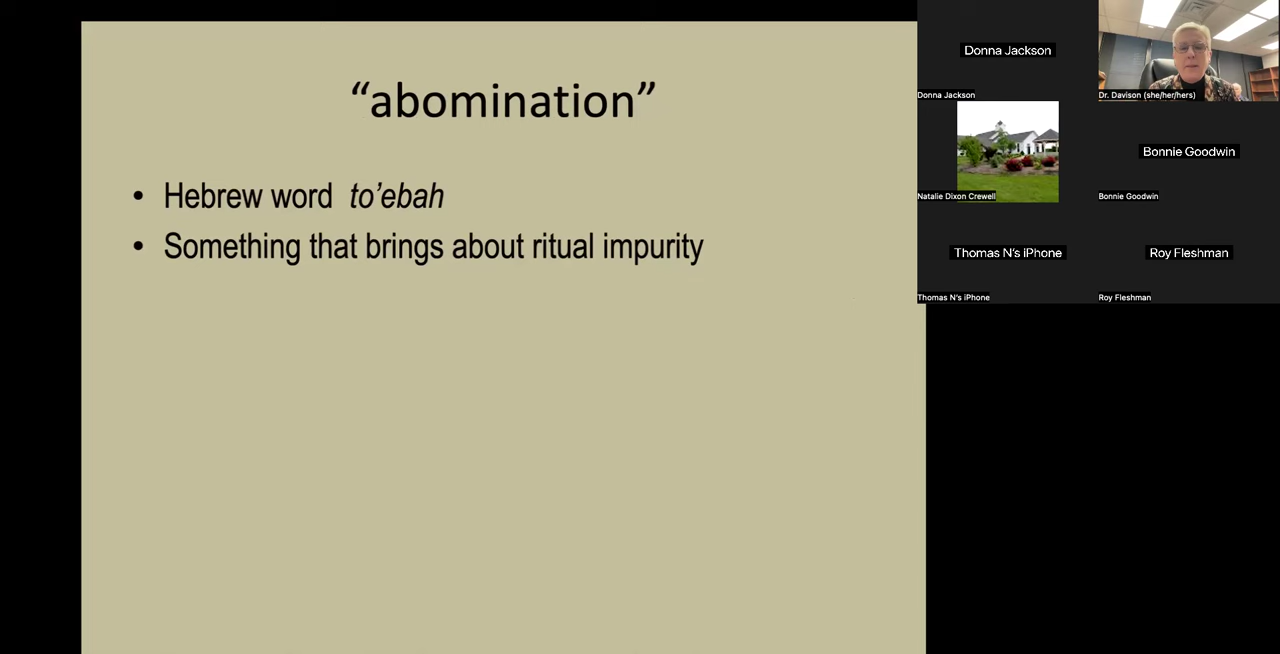 “abomination”
• Hebrew word to’ebah
• Something that brings about ritual impurity
Donna Jackson
Donna Jackson
Dr. Davison (she/her/hers)
Natalie Dixon Crewell
Bonnie Goodwin
Bonnie Goodwin
Thomas N’s iPhone
Thomas N’s iPhone
Roy Fleshman
Roy Fleshman